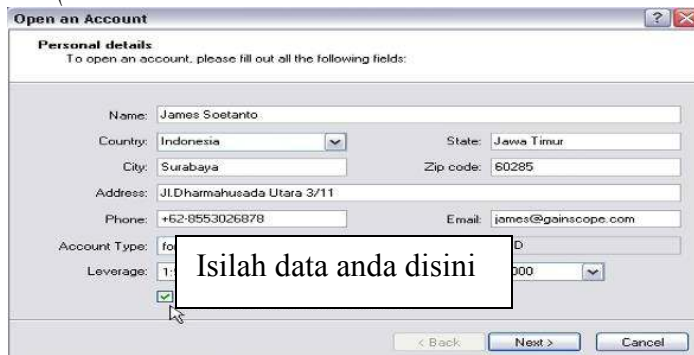 Open an Account
Personal details
To open an account, please fill out all the following fields:
Name: James Soetanto
Country: Indonesia State: Jawa Timur
City: Surabaya Zip code: 60285
Address: Jl.Dharmahusada Utara 3/11
Phone: +62-8553026878 Email: james@gainscope.com
Account Type:
Leverage:
Isilah data anda disini
< Back Next > Cancel